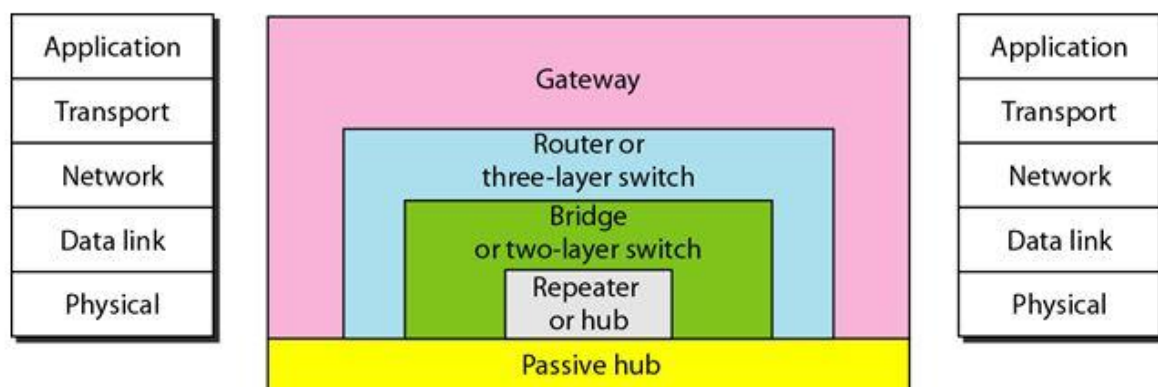 Application
Transport
Network
Data link
Physical
Gateway
Router or
three-layer switch
Bridge
or two-layer switch
Repeater
or hub
Passive hub
Application
Transport
Network
Data link
Physical